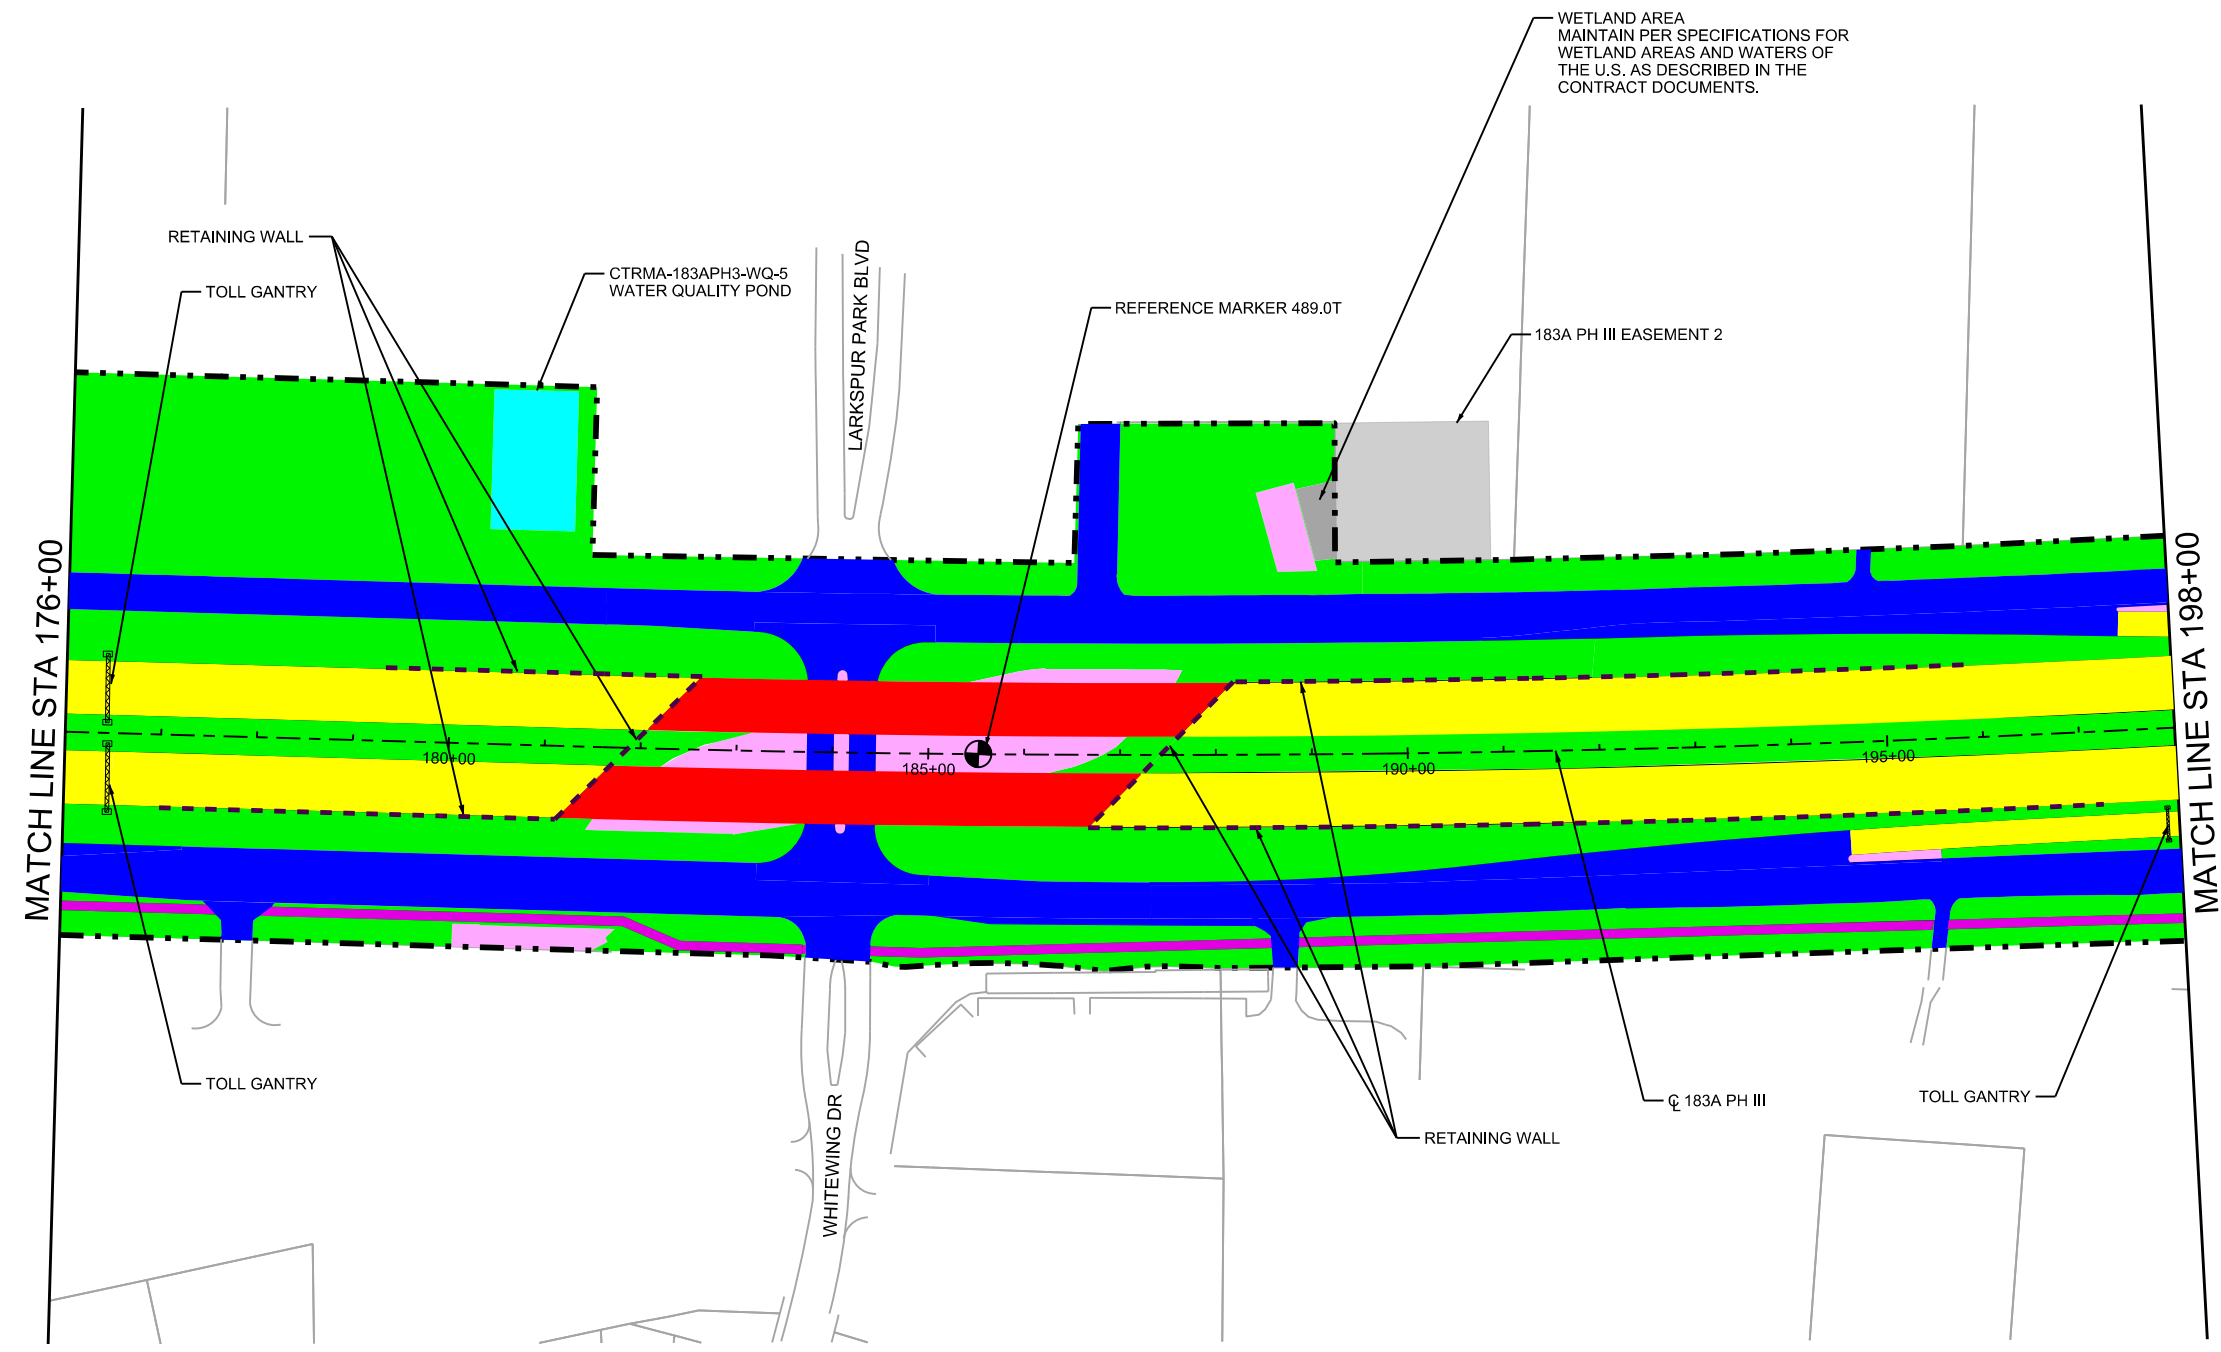 WETLAND AREA
MAINTAIN PER SPECIFICATIONS FOR
WETLAND AREAS AND WATERS OF
THE U.S. AS DESCRIBED IN THE
CONTRACT DOCUMENTS.
RETAINING WALL
TOLL GANTRY
CTRMA-183APH3-WQ-5
WATER QUALITY POND
LARKSPUR PARK BLVD
REFERENCE MARKER 489.0T
183A PH III EASEMENT 2
MATCH LINE STA 176+00
MATCH LINE STA 198+00
180+00
185+00
190+00
195+00
TOLL GANTRY
WHITEWING DR
RETAINING WALL
℄ 183A PH III
TOLL GANTRY